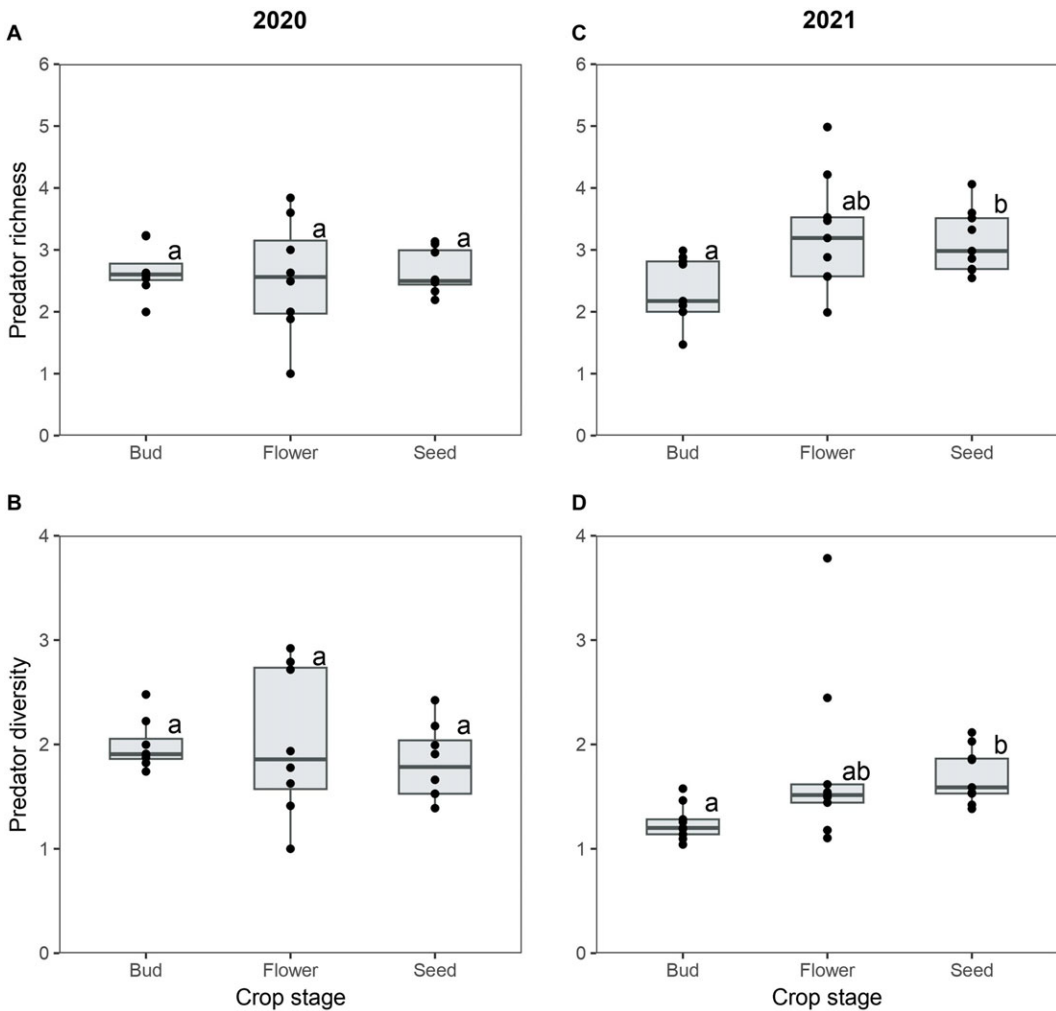 2020
2021
A
C
6
5
4
3
2
1
0
Predator richness
a
a
a
Bud
Flower
Seed
6
5
4
3
2
1
0
a
ab
b
Bud
Flower
Seed
B
D
4
3
2
1
0
Predator diversity
a
a
a
Bud
Flower
Seed
Crop stage
4
3
2
1
0
a
ab
b
Bud
Flower
Seed
Crop stage